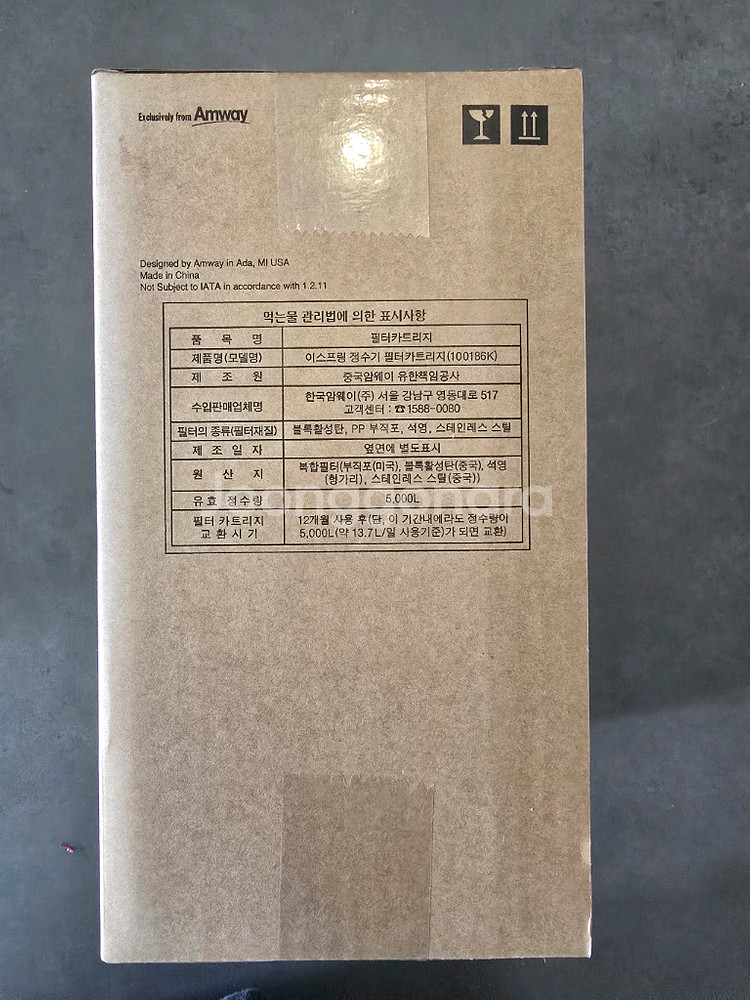 Exclusively from Amway
Designed by Amway in Ada, MI USA
Made in China
Not Subject to IATA in accordance with 1.2.11
먹는물 관리법에 의한 표시사항
품 목 명 필터카트리지
제품명(모델명) 이스프링 정수기 필터카트리지(100186K)
제 조 원 중국암웨이 유한책임공사
수입판매업체명 한국암웨이(주) 서울 강남구 영동대로 517
고객센터 : ☎1588-0080
필터의 종류(필터재질) 블록활성탄, PP 부직포, 석영, 스테인레스 스틸
제 조 일 자 옆면에 별도표시
원 산 지 복합필터(부직포(미국), 블록활성탄(중국), 석영
(헝가리), 스테인레스 스틸(중국))
유효 정수량 5,000L
필터 카트리지 12개월 사용 후(단, 이 기간내에라도 정수량이
교 환 시 기 5,000L(약 13.7L/일 사용기준)가 되면 교환)
joonggonara